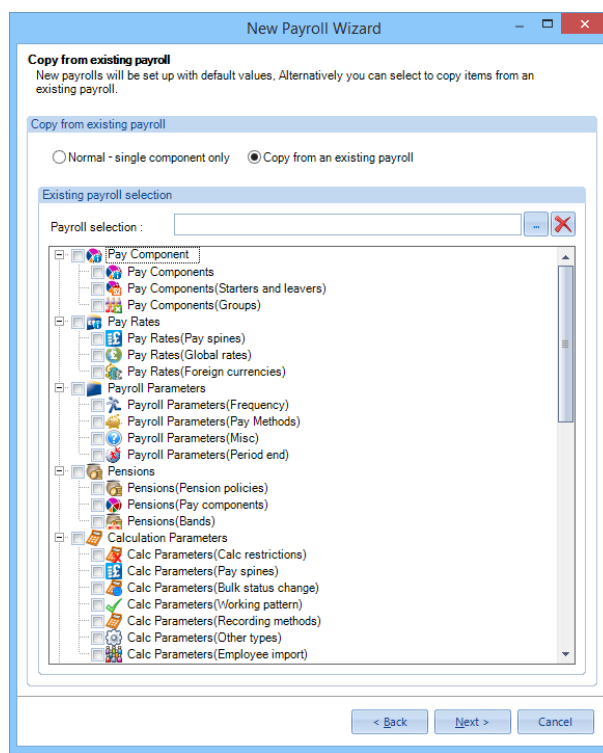 New Payroll Wizard
Copy from existing payroll
New payrolls will be set up with default values, Alternatively you can select to copy items from an
existing payroll.
Copy from existing payroll
Normal - single component only
Copy from an existing payroll
Existing payroll selection
Payroll selection :
...
Pay Component
Pay Components
Pay Components(Starters and leavers)
Pay Components(Groups)
Pay Rates
Pay Rates(Pay spines)
Pay Rates(Global rates)
Pay Rates(Foreign currencies)
Payroll Parameters
Payroll Parameters(Frequency)
Payroll Parameters(Pay Methods)
Payroll Parameters(Misc)
Payroll Parameters(Period end)
Pensions
Pensions(Pension policies)
Pensions(Pay components)
Pensions(Bands)
Calculation Parameters
Calc Parameters(Calc restrictions)
Calc Parameters(Pay spines)
Calc Parameters(Bulk status change)
Calc Parameters(Working pattern)
Calc Parameters(Recording methods)
Calc Parameters(Other types)
Calc Parameters(Employee import)
< Back
Next >
Cancel